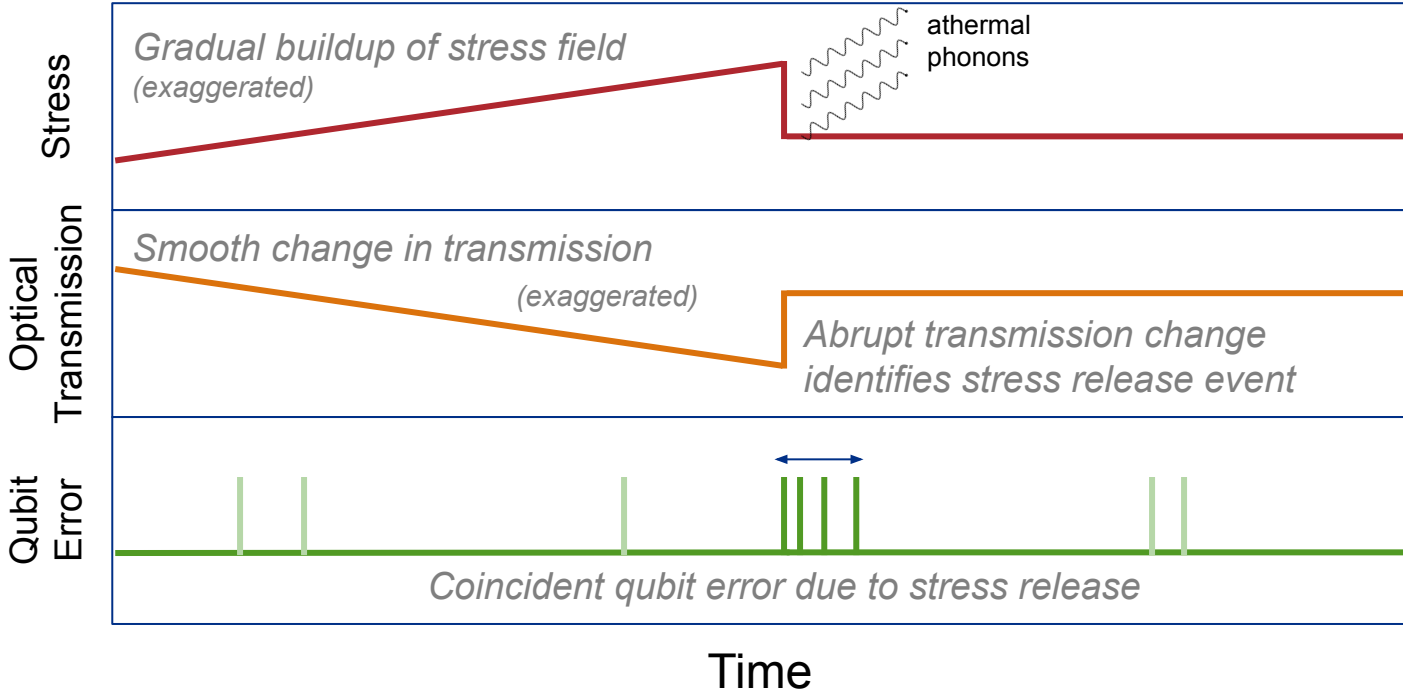 Stress
Gradual buildup of stress field
(exaggerated)
athermal
phonons
Optical
Transmission
Smooth change in transmission
(exaggerated)
Abrupt transmission change
identifies stress release event
Qubit
Error
Coincident qubit error due to stress release
Time